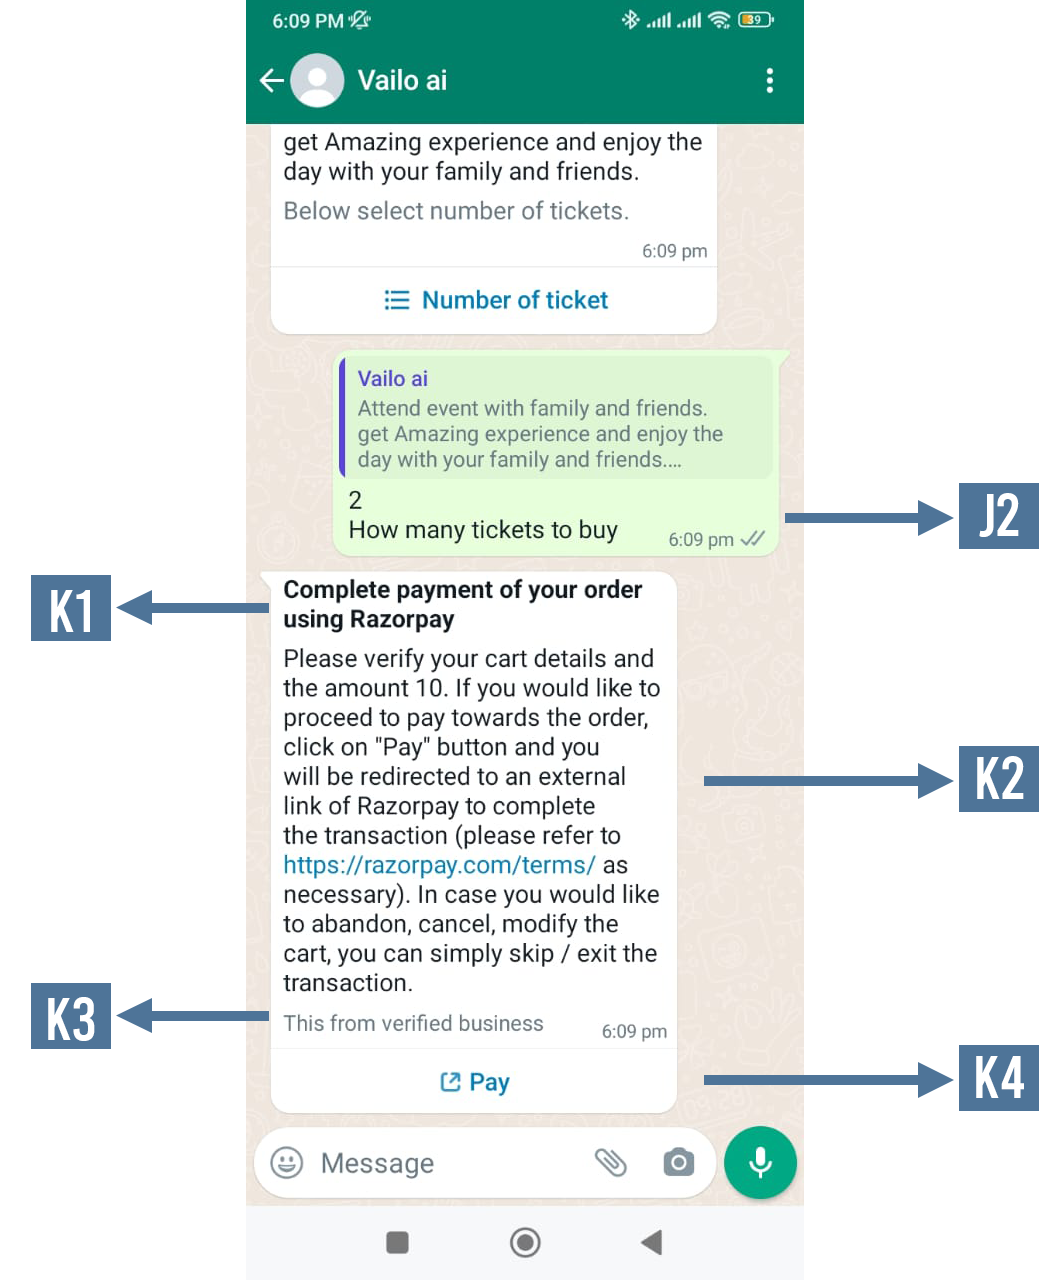 6:09 PM
39
Vailo ai
get Amazing experience and enjoy the
day with your family and friends.
Below select number of tickets.
6:09 pm
Number of ticket
Vailo ai
Attend event with family and friends.
get Amazing experience and enjoy the
day with your family and friends....
2
How many tickets to buy
6:09 pm
J2
K1
Complete payment of your order
using Razorpay
Please verify your cart details and
the amount 10. If you would like to
proceed to pay towards the order,
click on "Pay" button and you
will be redirected to an external
link of Razorpay to complete
the transaction (please refer to
https://razorpay.com/terms/ as
necessary). In case you would like
to abandon, cancel, modify the
cart, you can simply skip / exit the
transaction.
K2
K3
This from verified business
6:09 pm
Pay
K4
Message